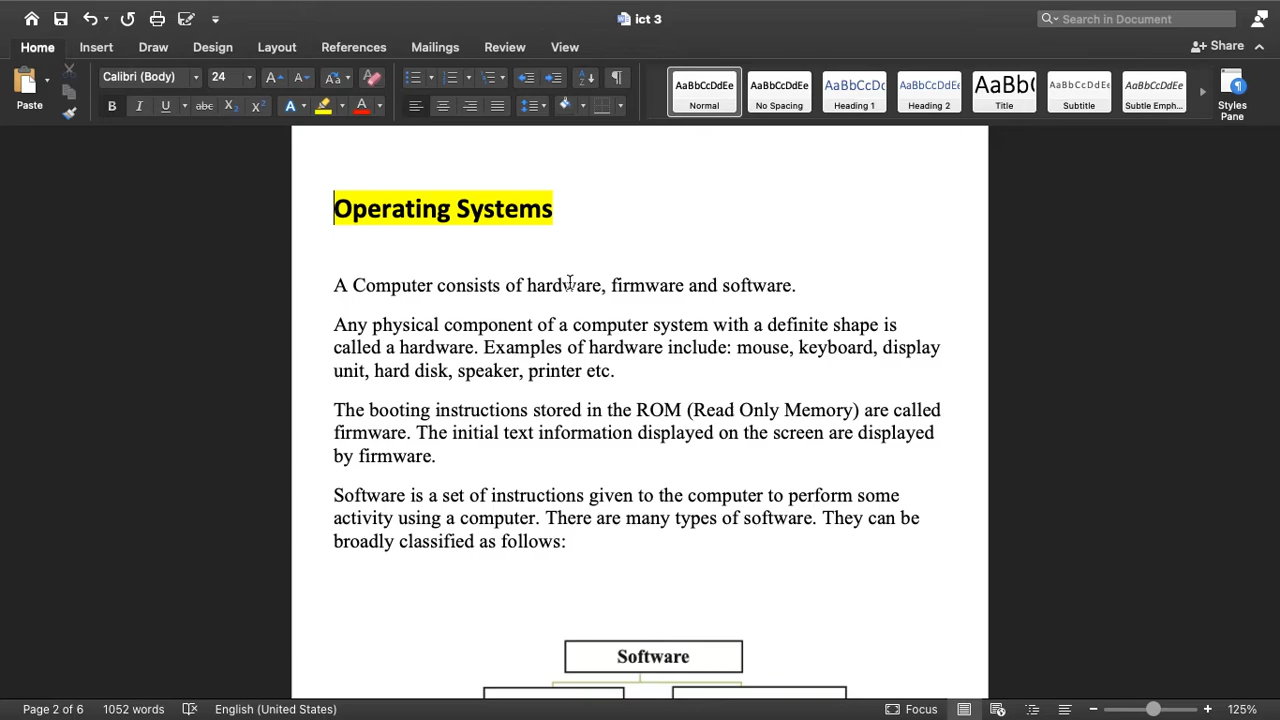 ict 3
Search in Document
Home Insert Draw Design Layout References Mailings Review View
Share
Paste
Calibri (Body) 24
AaBbCcDdEe AaBbCcDdEe AaBbCcDc AaBbCcDdE AaBbC AaBbCcDdEe AaBbCcDdEe
Normal No Spacing Heading 1 Heading 2 Title Subtitle Subtle Emph...
Styles
Pane
Operating Systems
A Computer consists of hardware, firmware and software.
Any physical component of a computer system with a definite shape is
called a hardware. Examples of hardware include: mouse, keyboard, display
unit, hard disk, speaker, printer etc.
The booting instructions stored in the ROM (Read Only Memory) are called
firmware. The initial text information displayed on the screen are displayed
by firmware.
Software is a set of instructions given to the computer to perform some
activity using a computer. There are many types of software. They can be
broadly classified as follows:
Software
Page 2 of 6 1052 words English (United States) Focus 125%